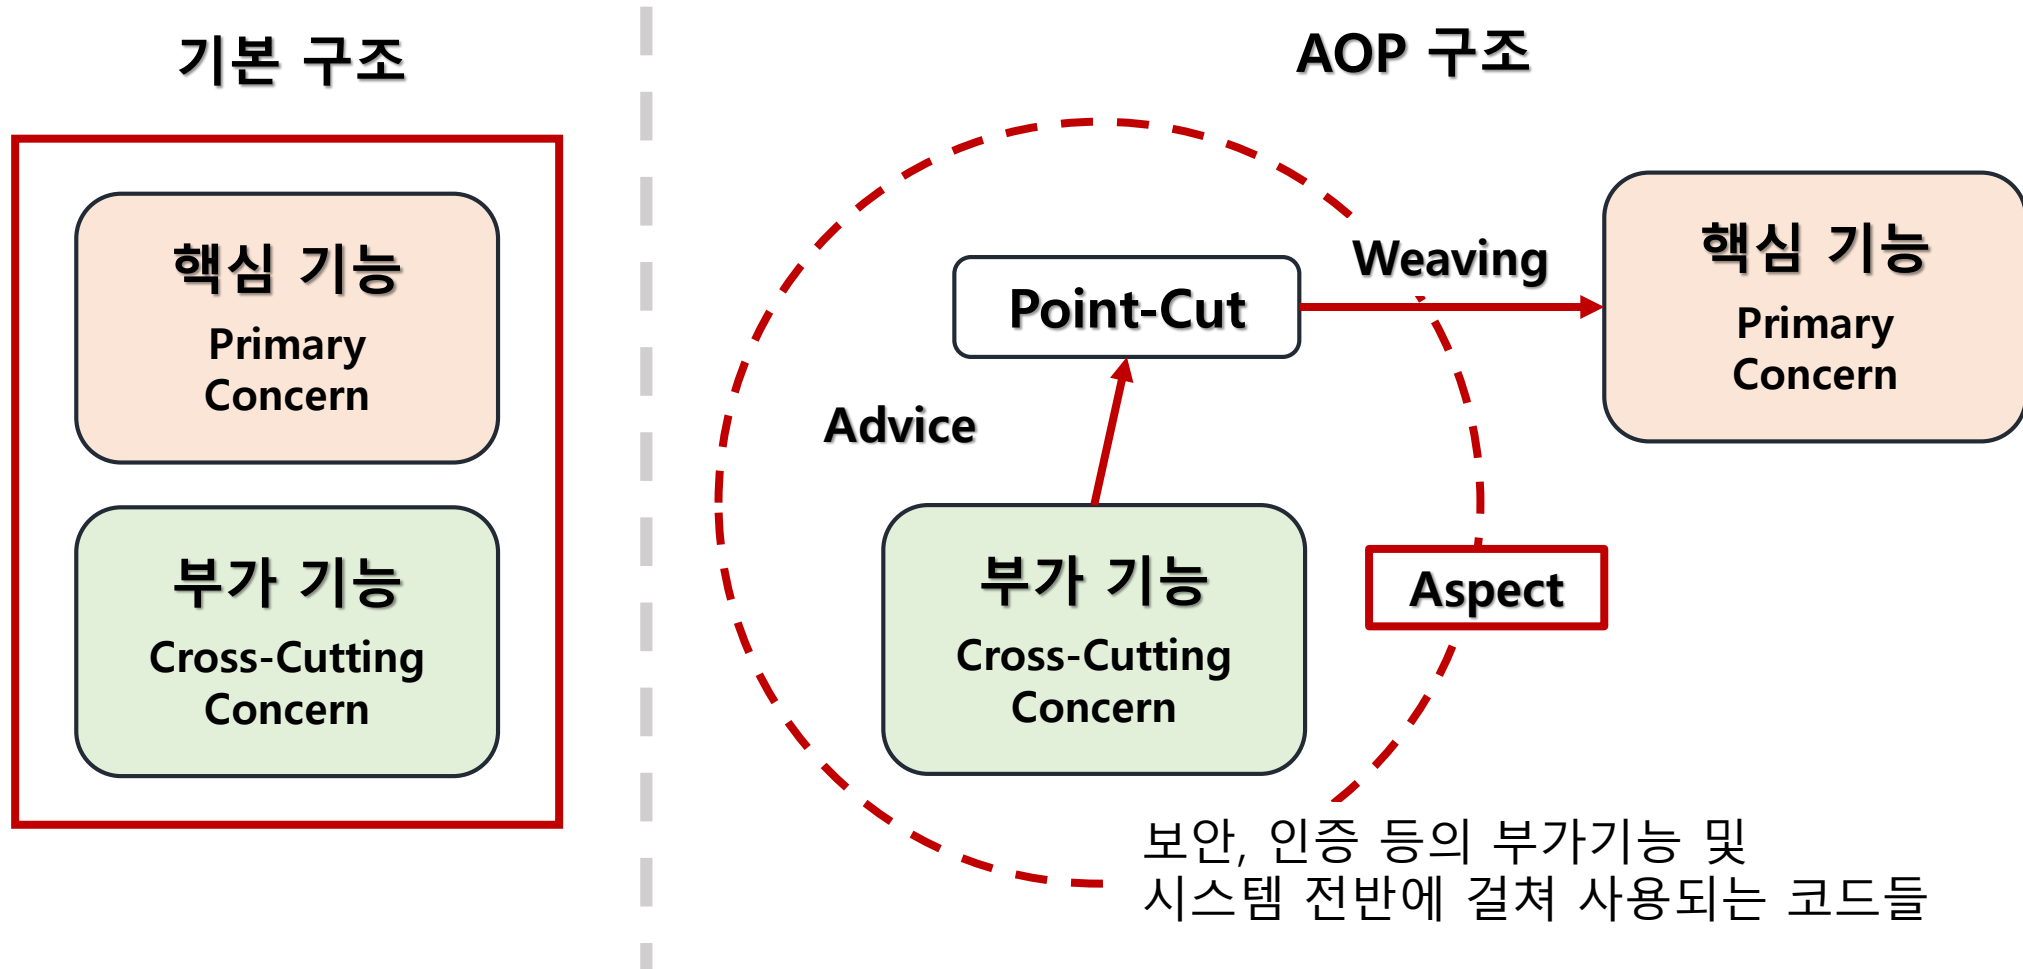 기본 구조
핵심 기능
Primary
Concern
부가 기능
Cross-Cutting
Concern
AOP 구조
Point-Cut
Weaving
핵심 기능
Primary
Concern
Advice
부가 기능
Cross-Cutting
Concern
Aspect
보안, 인증 등의 부가기능 및
시스템 전반에 걸쳐 사용되는 코드들